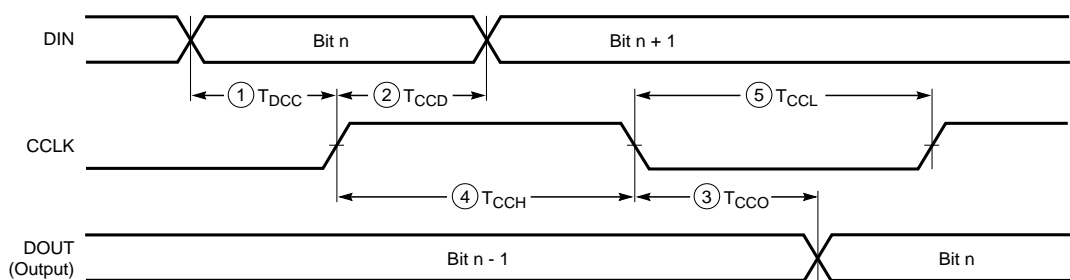 DIN
Bit n
Bit n + 1
1 TDCC
2 TCCD
5 TCCL
CCLK
4 TCCH
3 TCCO
DOUT
(Output)
Bit n - 1
Bit n